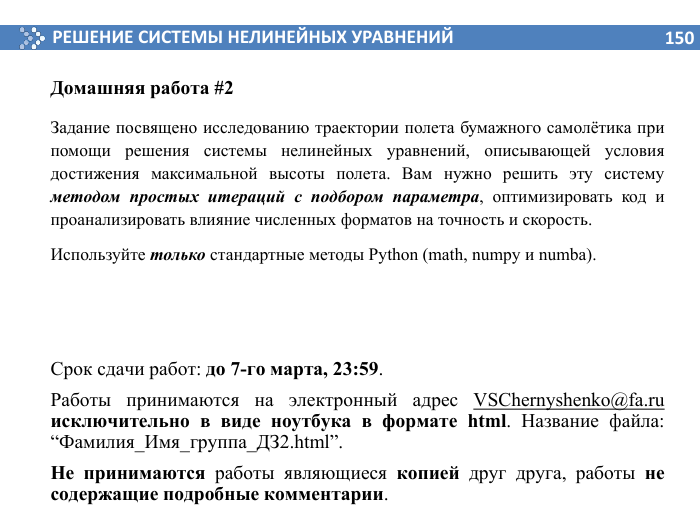 РЕШЕНИЕ СИСТЕМЫ НЕЛИНЕЙНЫХ УРАВНЕНИЙ 150
Домашняя работа #2
Задание посвящено исследованию траектории полета бумажного самолётика при
помощи решения системы нелинейных уравнений, описывающей условия
достижения максимальной высоты полета. Вам нужно решить эту систему
методом простых итераций с подбором параметра, оптимизировать код и
проанализировать влияние численных форматов на точность и скорость.
Используйте только стандартные методы Python (math, numpy и numba).
Срок сдачи работ: до 7-го марта, 23:59.
Работы принимаются на электронный адрес VSChernyshenko@fa.ru
исключительно в виде ноутбука в формате html. Название файла:
“Фамилия_Имя_группа_ДЗ2.html”.
Не принимаются работы являющиеся копией друг друга, работы не
содержащие подробные комментарии.